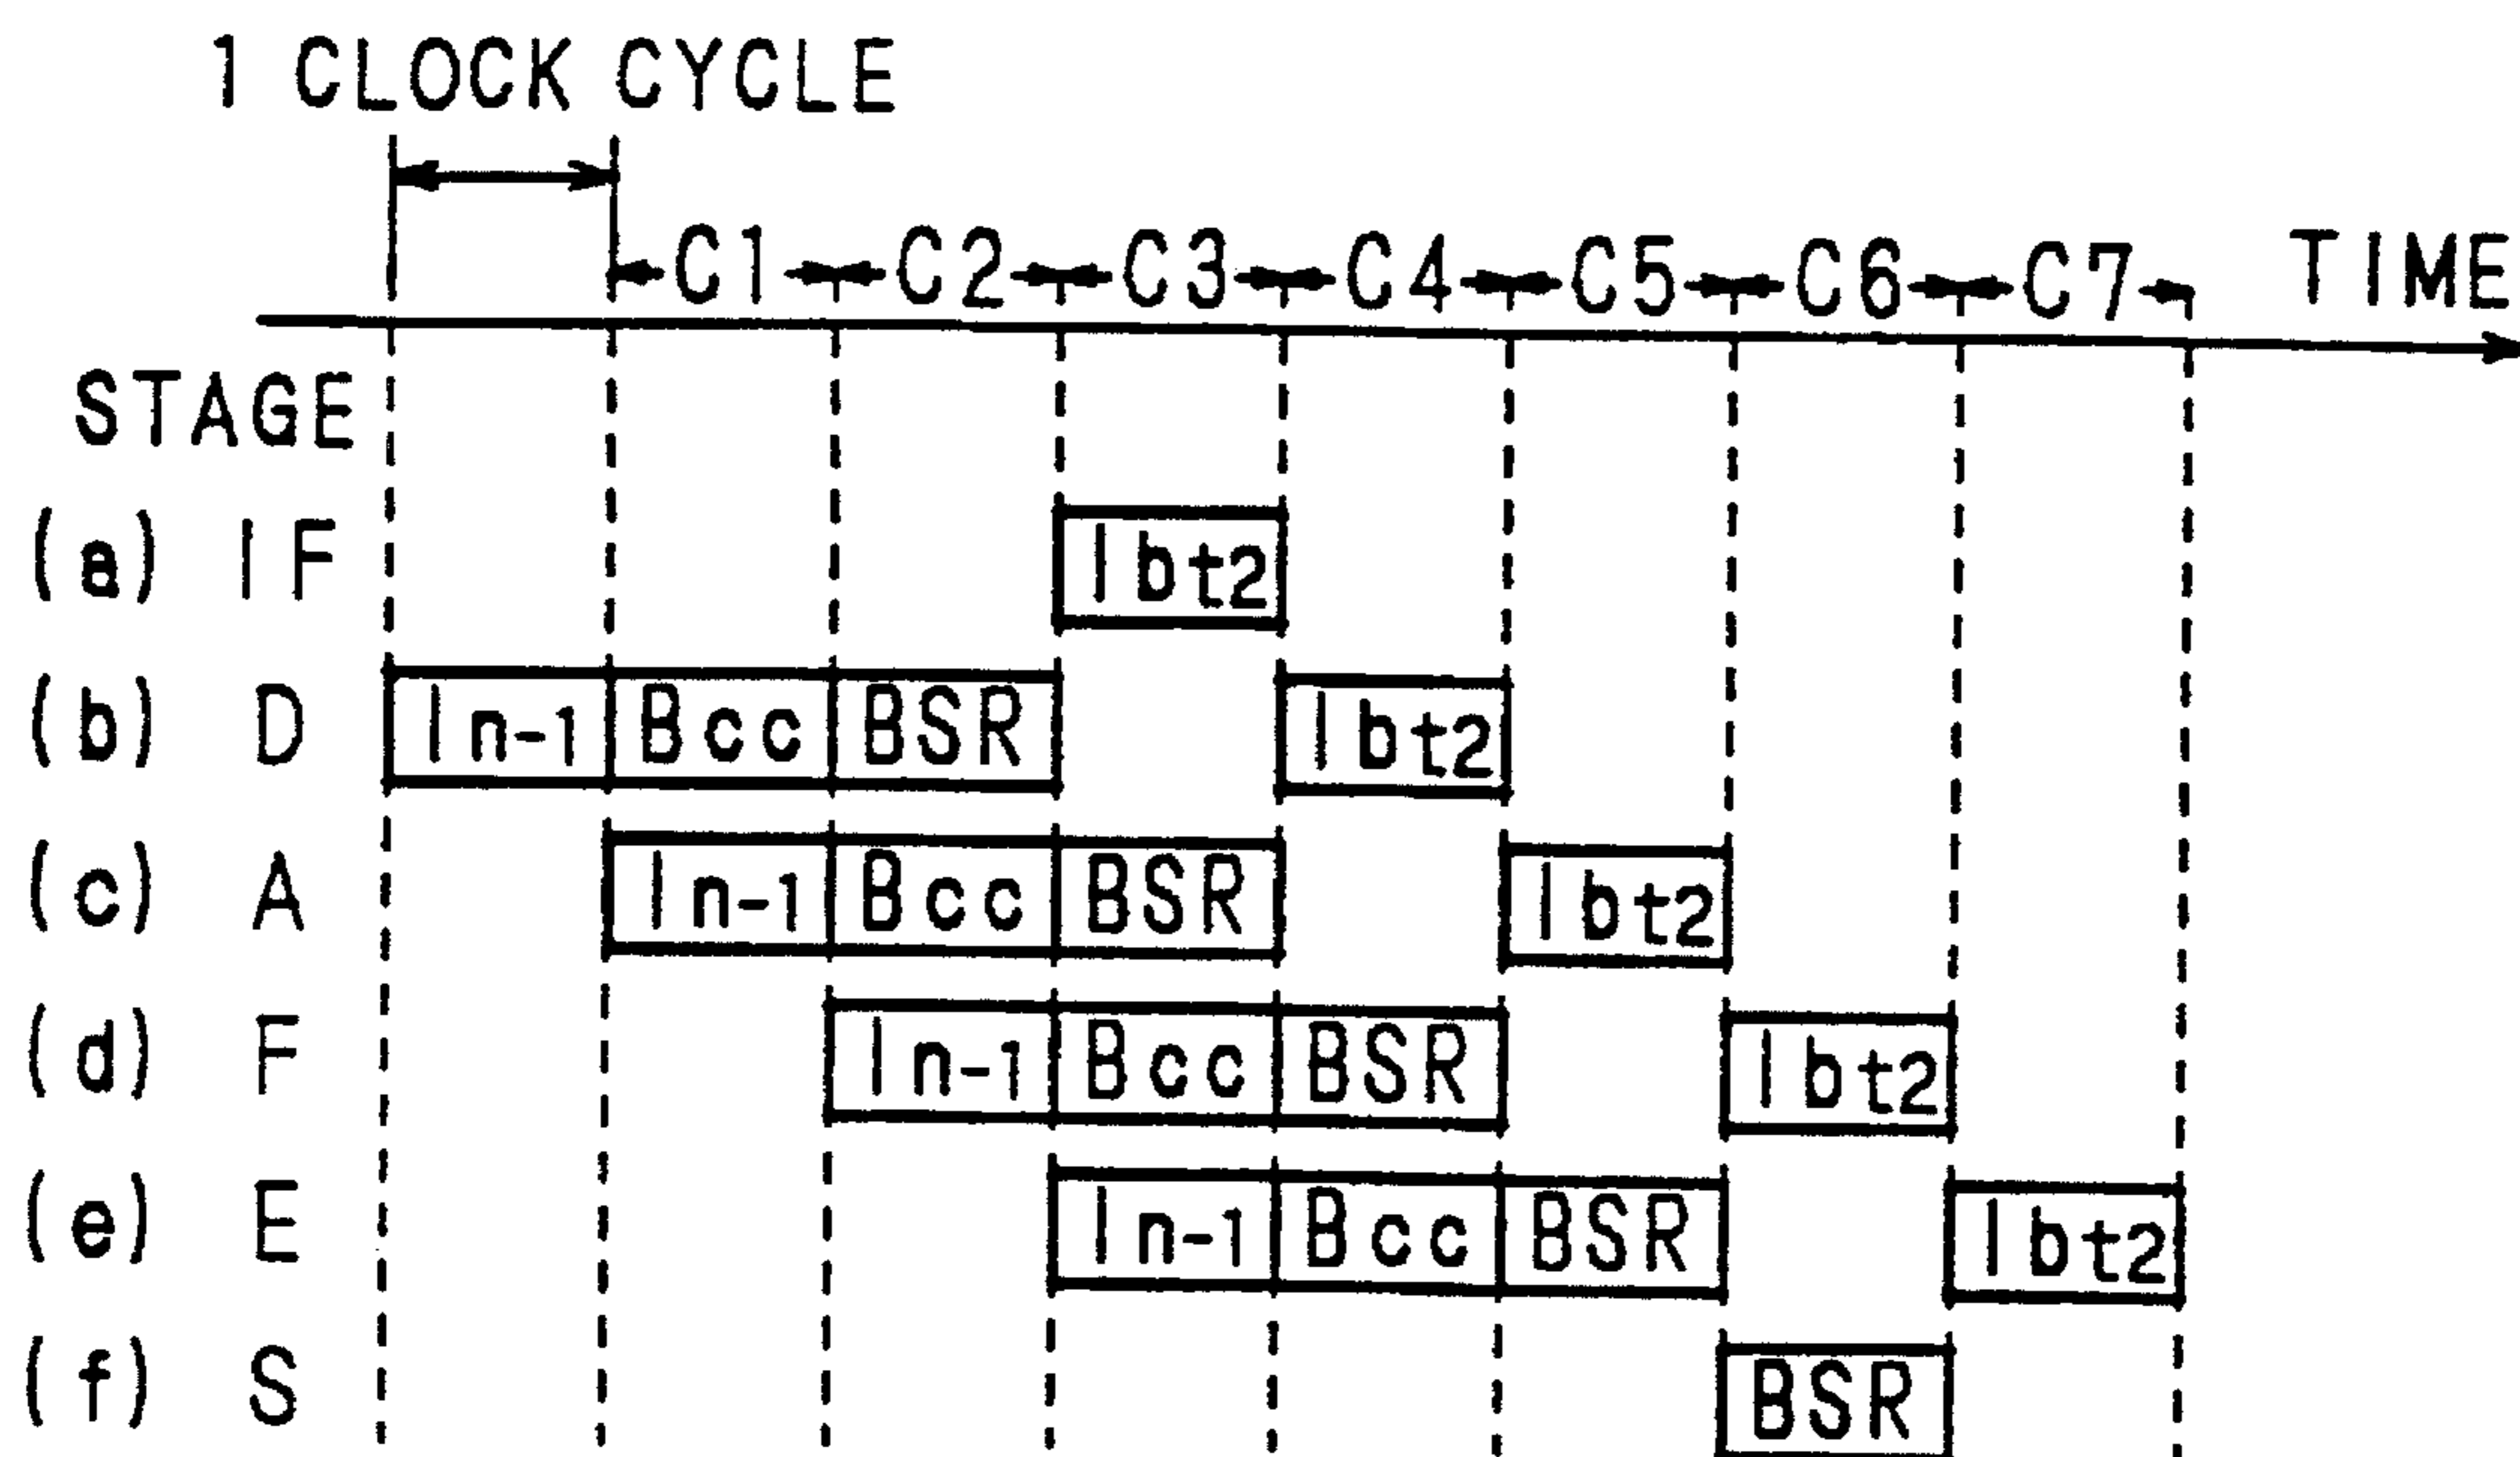 1 CLOCK CYCLE
C1 C2 C3 C4 C5 C6 C7 TIME
STAGE
(a) IF Ibt2
(b) D In-1 Bcc BSR Ibt2
(c) A In-1 Bcc BSR Ibt2
(d) F In-1 Bcc BSR Ibt2
(e) E In-1 Bcc BSR Ibt2
(f) S BSR